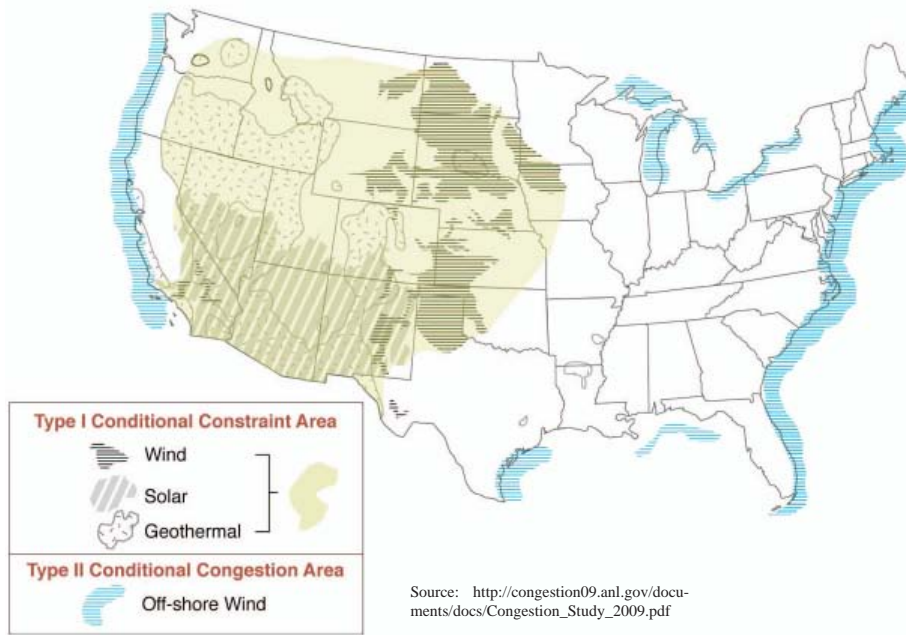 Type I Conditional Constraint Area
Wind
Solar
Geothermal
Type II Conditional Congestion Area
Off-shore Wind
Source: http://congestion09.anl.gov/docu-
ments/docs/Congestion_Study_2009.pdf